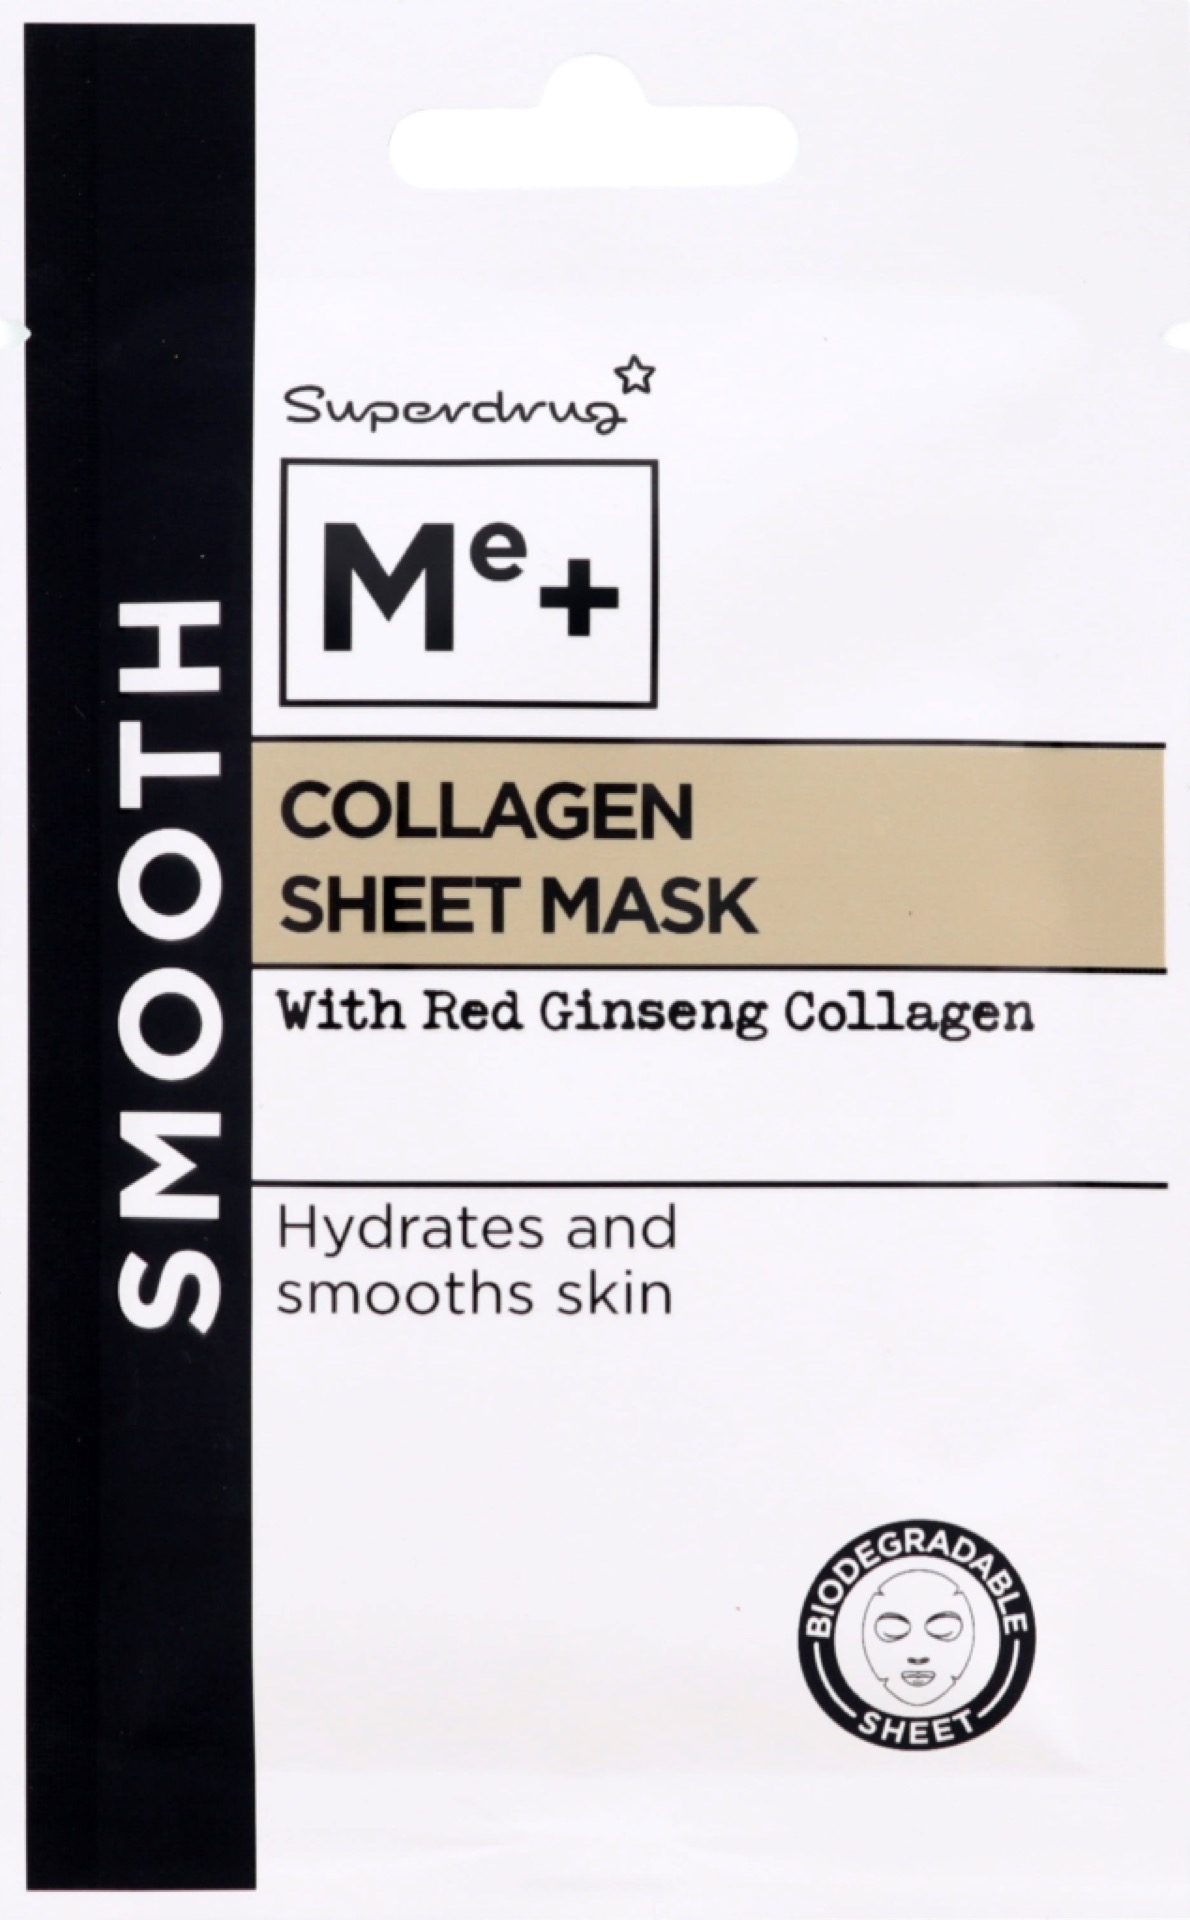 Superdrug
Me+
COLLAGEN
SHEET MASK
With Red Ginseng Collagen
Hydrates and
smooths skin
SMOOTH
BIODEGRADABLE
SHEET